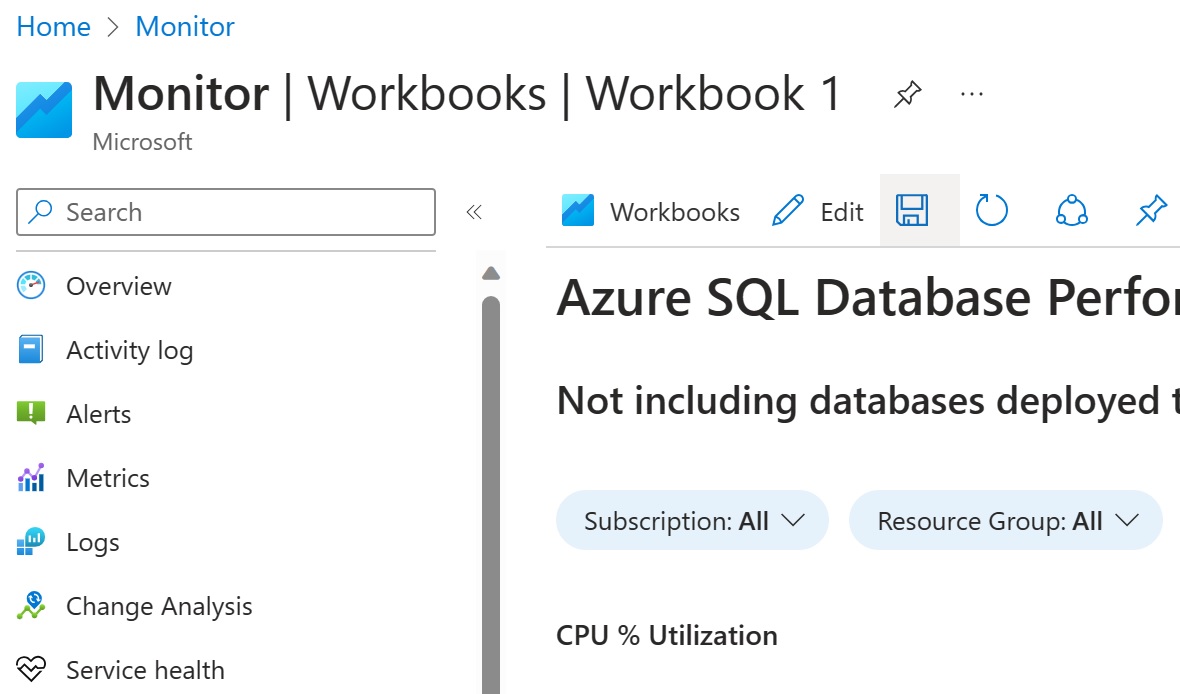 Home > Monitor
Monitor | Workbooks | Workbook 1 ...
Microsoft
Search «
Workbooks Edit
Overview
Activity log
Alerts
Metrics
Logs
Change Analysis
Service health
Azure SQL Database Perfor
Not including databases deployed t
Subscription: All Resource Group: All
CPU % Utilization